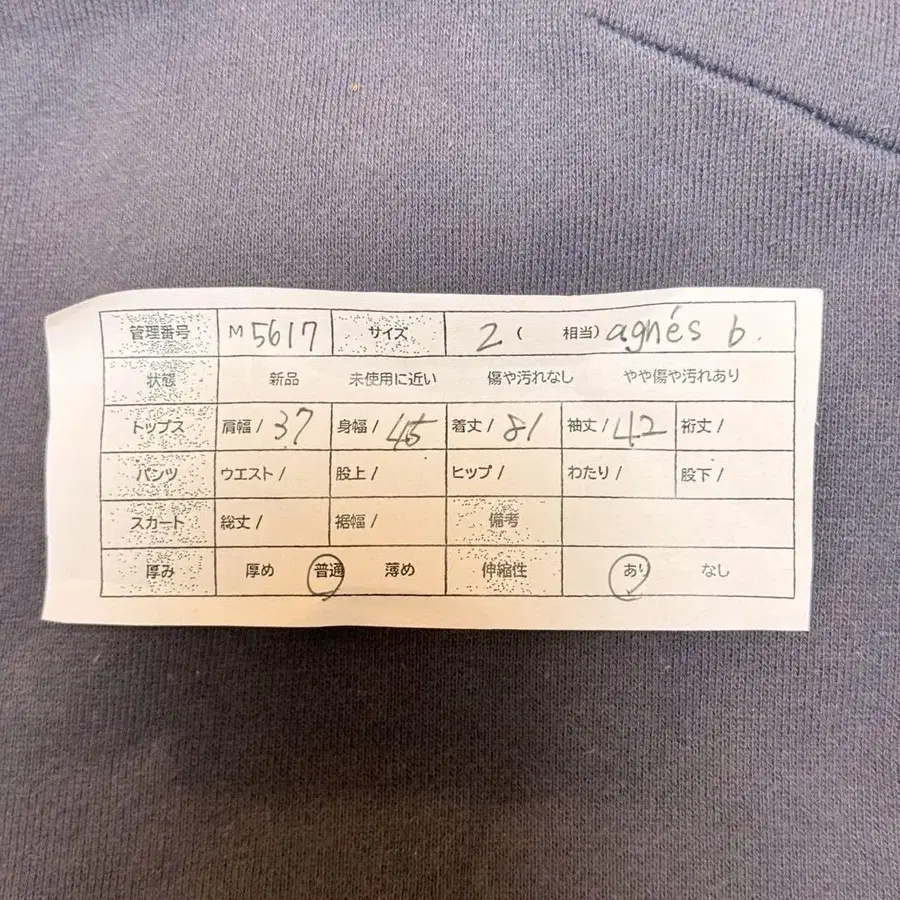 管理番号 M5617 サイズ 2 ( 相当) agnés b.
状態 新品 未使用に近い 傷や汚れなし やや傷や汚れあり
トップス 肩幅 / 37 身幅 / 45 着丈 / 81 袖丈 / 42 裄丈 /
パンツ ウエスト / 股上 / ヒップ / わたり / 股下 /
スカート 総丈 / 裾幅 / 備考
厚み 厚め 普通 薄め 伸縮性 あり なし